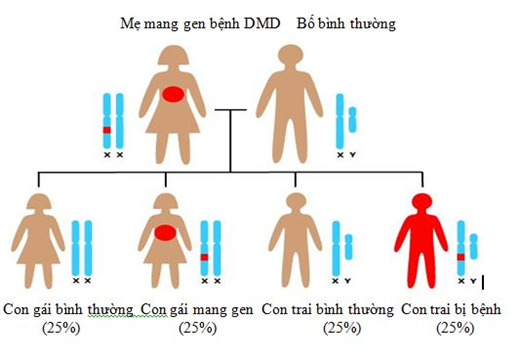 Mẹ mang gen bệnh DMD Bố bình thường
X X X Y
X X X X X Y X Y
Con gái bình thường Con gái mang gen Con trai bình thường Con trai bị bệnh
(25%) (25%) (25%) (25%)